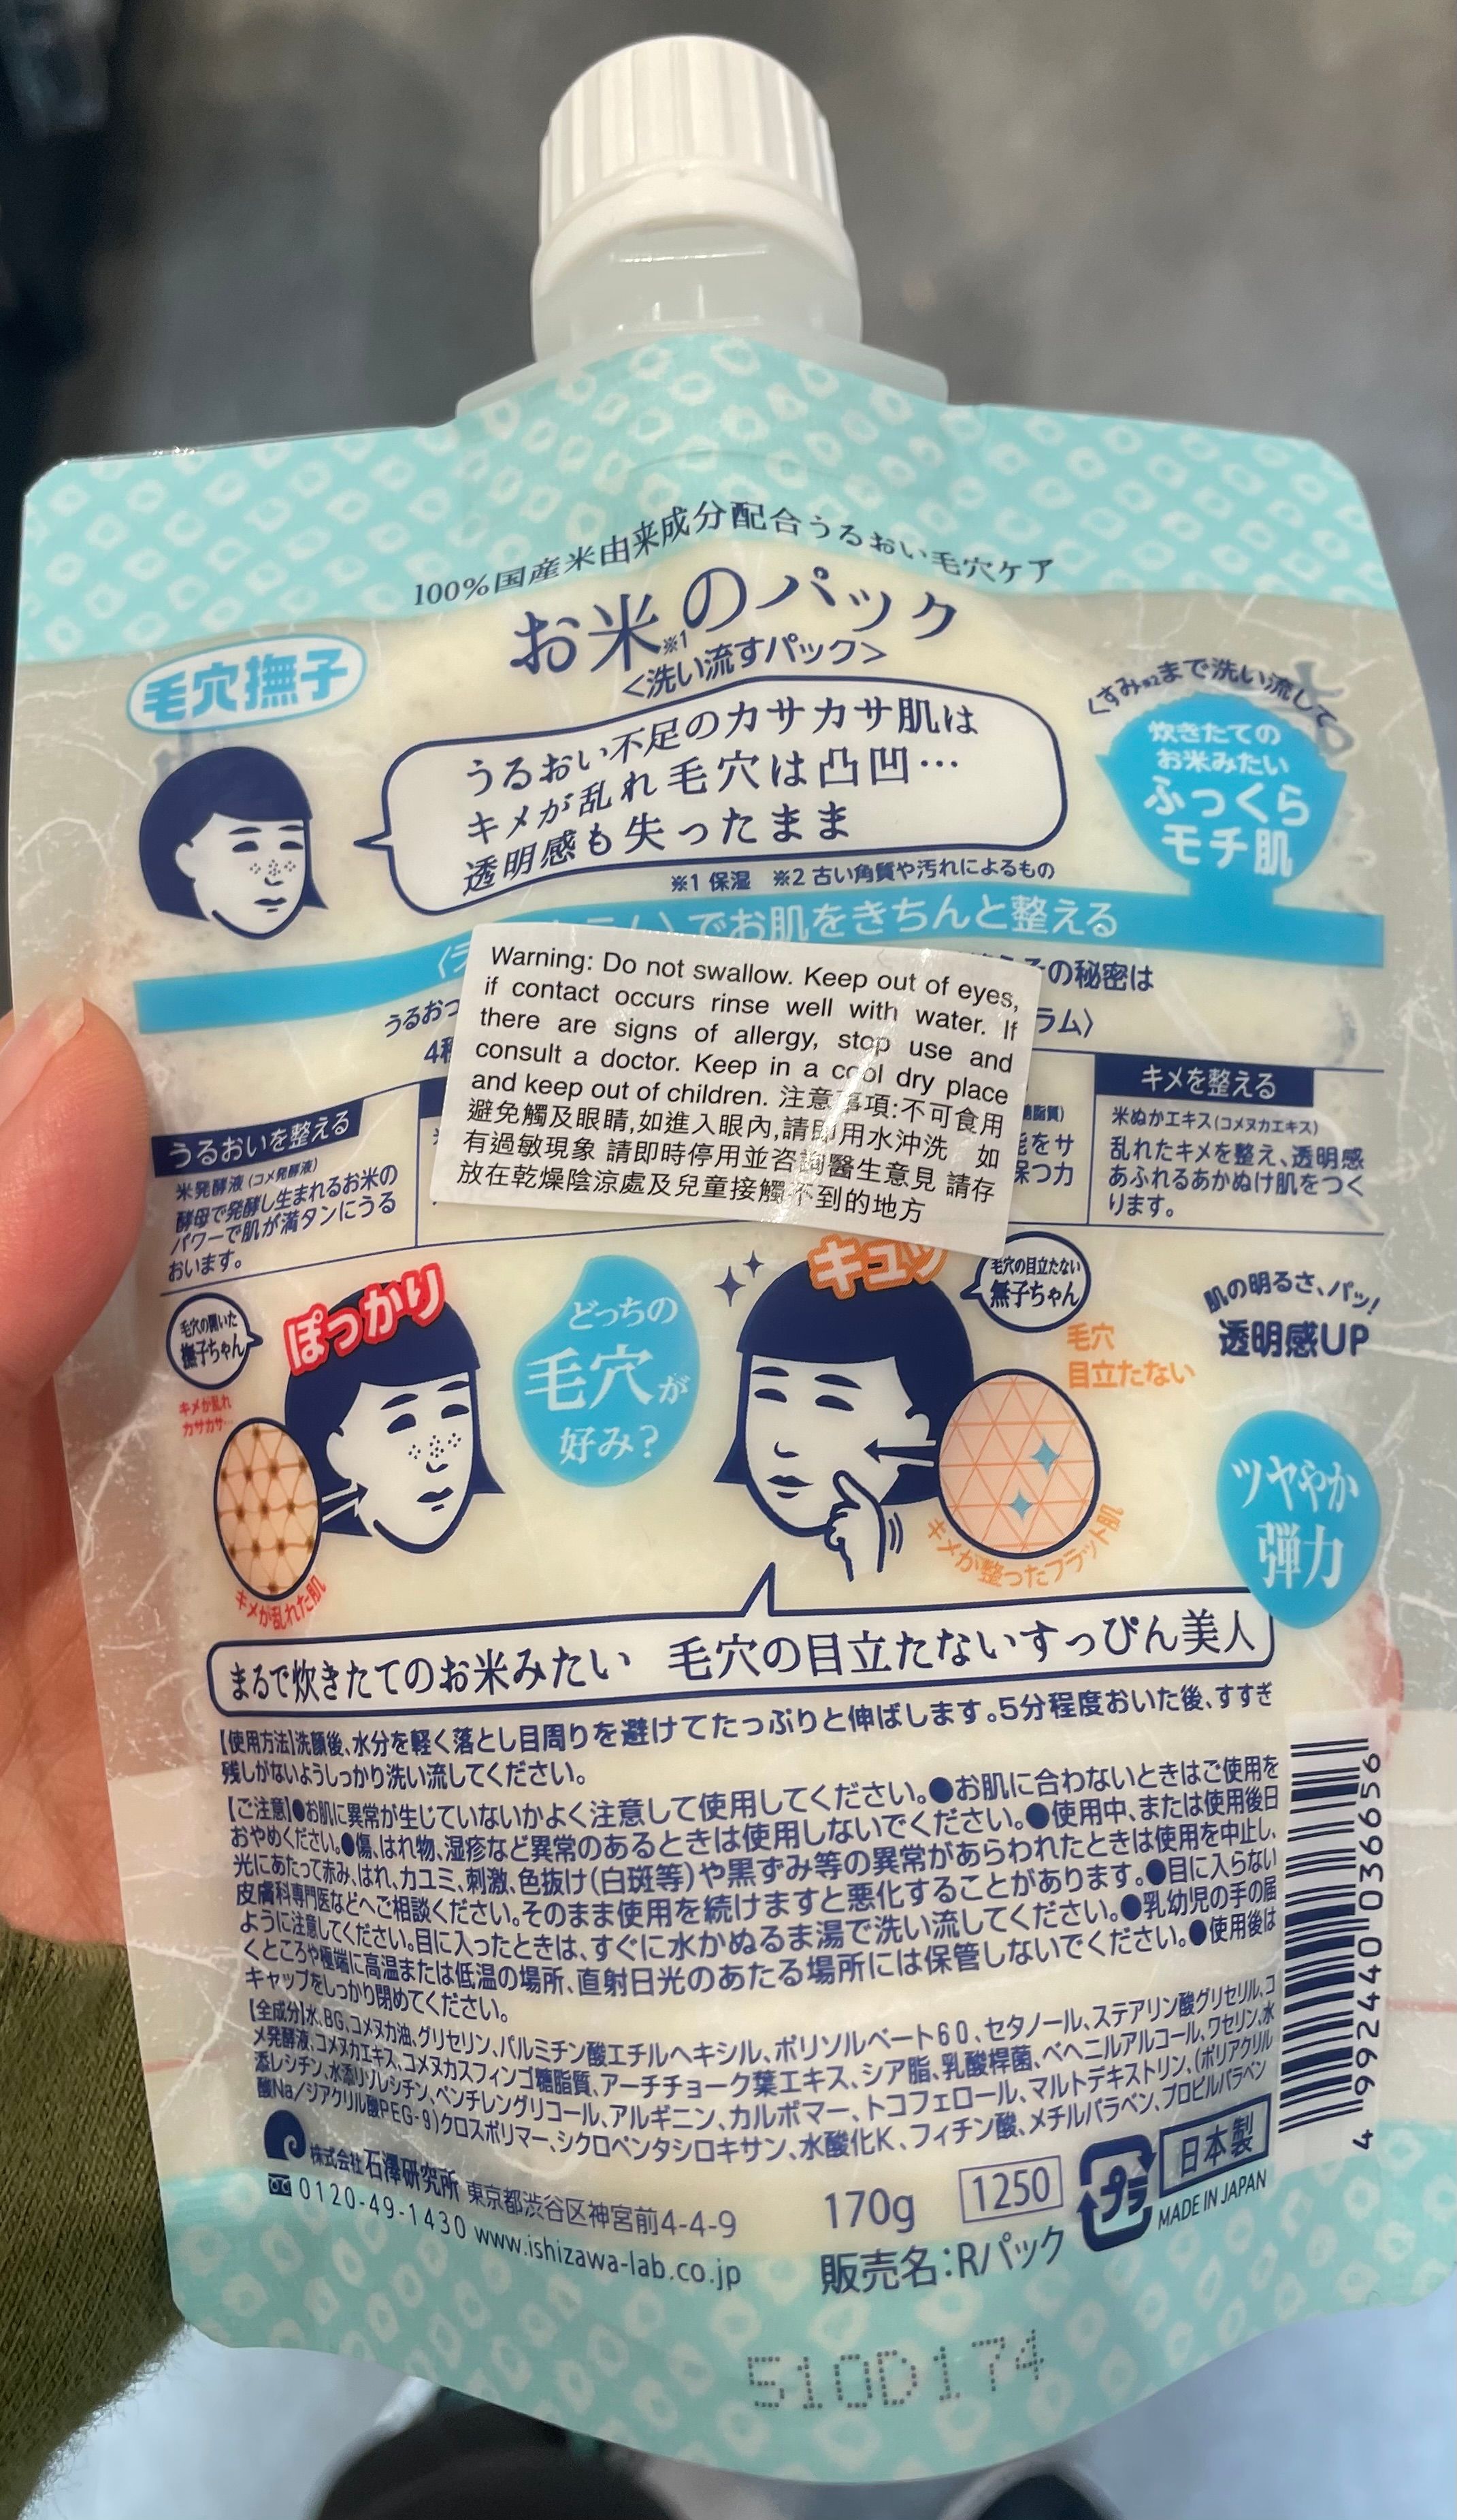 100%国産米由来成分配合うるおい毛穴ケア
お米※1のパック
<洗い流すパック>
毛穴撫子
うるおい不足のカサカサ肌は
キメが乱れ毛穴は凸凹…
透明感も失ったまま
くすみ※2まで洗い流して
炊きたての
お米みたい
ふっくら
モチ肌
※1 保湿 ※2 古い角質や汚れによるもの
でお肌をきちんと整える
の秘密は
うるおつ
ラム〉
Warning: Do not swallow. Keep out of eyes,
if contact occurs rinse well with water. If
there are signs of allergy, stop use and
consult a doctor. Keep in a cool dry place
and keep out of children. 注意事項:不可食用
避免觸及眼睛,如進入眼內,請即用水沖洗 如
有過敏現象 請即時停用並咨詢醫生意見 請存
放在乾燥陰涼處及兒童接觸不到的地方
うるおいを整える
米発酵液(コメ発酵液)
酵母で発酵し生まれるお米の
パワーで肌が満タンにうる
おいます。
をサ
保つ力
キメを整える
米ぬかエキス(コメヌカエキス)
乱れたキメを整え、透明感
あふれるあかぬけ肌をつく
ります。
毛穴の開いた
撫子ちゃん
ぽっかり
キメが乱れ
カサカサ…
キメが乱れた肌
どっちの
毛穴が
好み?
キュッ
毛穴の目立たない
撫子ちゃん
毛穴
目立たない
キメが整ったフラット肌
肌の明るさ、パッ!
透明感UP
ツヤやか
弾力
まるで炊きたてのお米みたい 毛穴の目立たないすっぴん美人
【使用方法】洗顔後、水分を軽く落とし目周りを避けてたっぷりと伸ばします。5分程度おいた後、すすぎ
残しがないようしっかり洗い流してください。
【ご注意】●お肌に異常が生じていないかよく注意して使用してください。●お肌に合わないときはご使用を
おやめください。●傷、はれ物、湿疹など異常のあるときは使用しないでください。●使用中、または使用後日
光にあたって赤み、はれ、カユミ、刺激、色抜け(白斑等)や黒ずみ等の異常があらわれたときは使用を中止し、
皮膚科専門医などへご相談ください。そのまま使用を続けますと悪化することがあります。●目に入らない
ように注意してください。目に入ったときは、すぐに水かぬるま湯で洗い流してください。●乳幼児の手の届
くところや極端に高温または低温の場所、直射日光のあたる場所には保管しないでください。●使用後は
キャップをしっかり閉めてください。
【全成分】水、BG、コメヌカ油、グリセリン、パルミチン酸エチルヘキシル、ポリソルベート60、セタノール、ステアリン酸グリセリル、コ
メ発酵液、コメヌカエキス、コメヌカスフィンゴ糖脂質、アーチチョーク葉エキス、シア脂、乳酸桿菌、ベヘニルアルコール、ワセリン、水
添レシチン、水添リゾレシチン、ペンチレングリコール、アルギニン、カルボマー、トコフェロール、マルトデキストリン、(ポリアクリル
酸Na/ジアクリル酸PEG-9)クロスポリマー、シクロペンタシロキサン、水酸化K、フィチン酸、メチルパラベン、プロピルパラベン
株式会社 石澤研究所 東京都渋谷区神宮前4-4-9
0120-49-1430 www.ishizawa-lab.co.jp
170g
1250
プラ
日本製
MADE IN JAPAN
販売名:Rパック
4 992440 039659
510D174